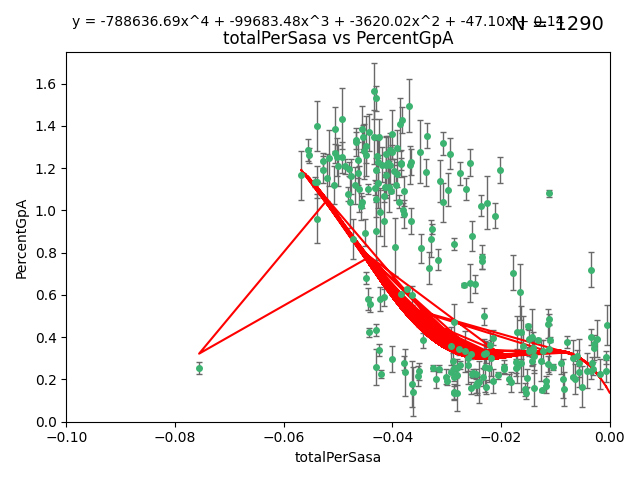 y = -788636.69x^4 + -99683.48x^3 + -3620.02x^2 + -47.10x + 0.14
N = 1290
totalPerSasa vs PercentGpA
PercentGpA
1.6
1.4
1.2
1.0
0.8
0.6
0.4
0.2
0.0
−0.10 −0.08 −0.06 −0.04 −0.02 0.00
totalPerSasa